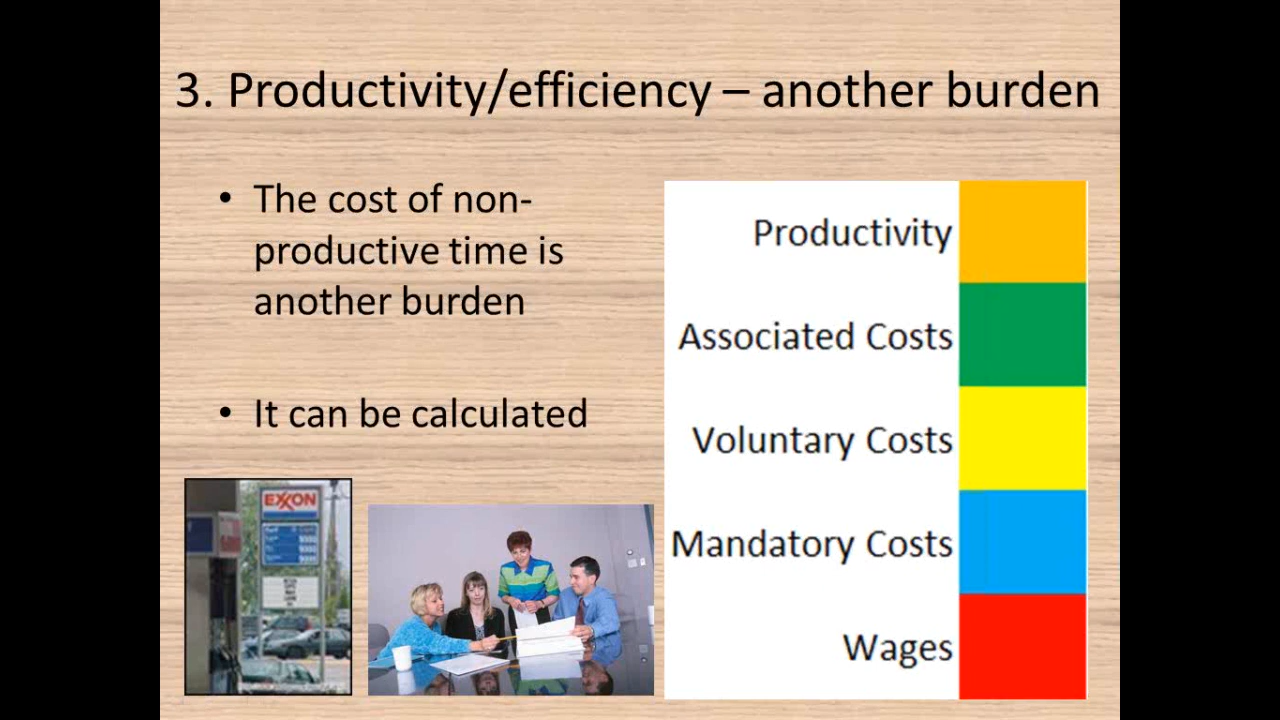 3. Productivity/efficiency – another burden
• The cost of non-
productive time is
another burden
• It can be calculated
Productivity
Associated Costs
Voluntary Costs
Mandatory Costs
Wages
EXXON